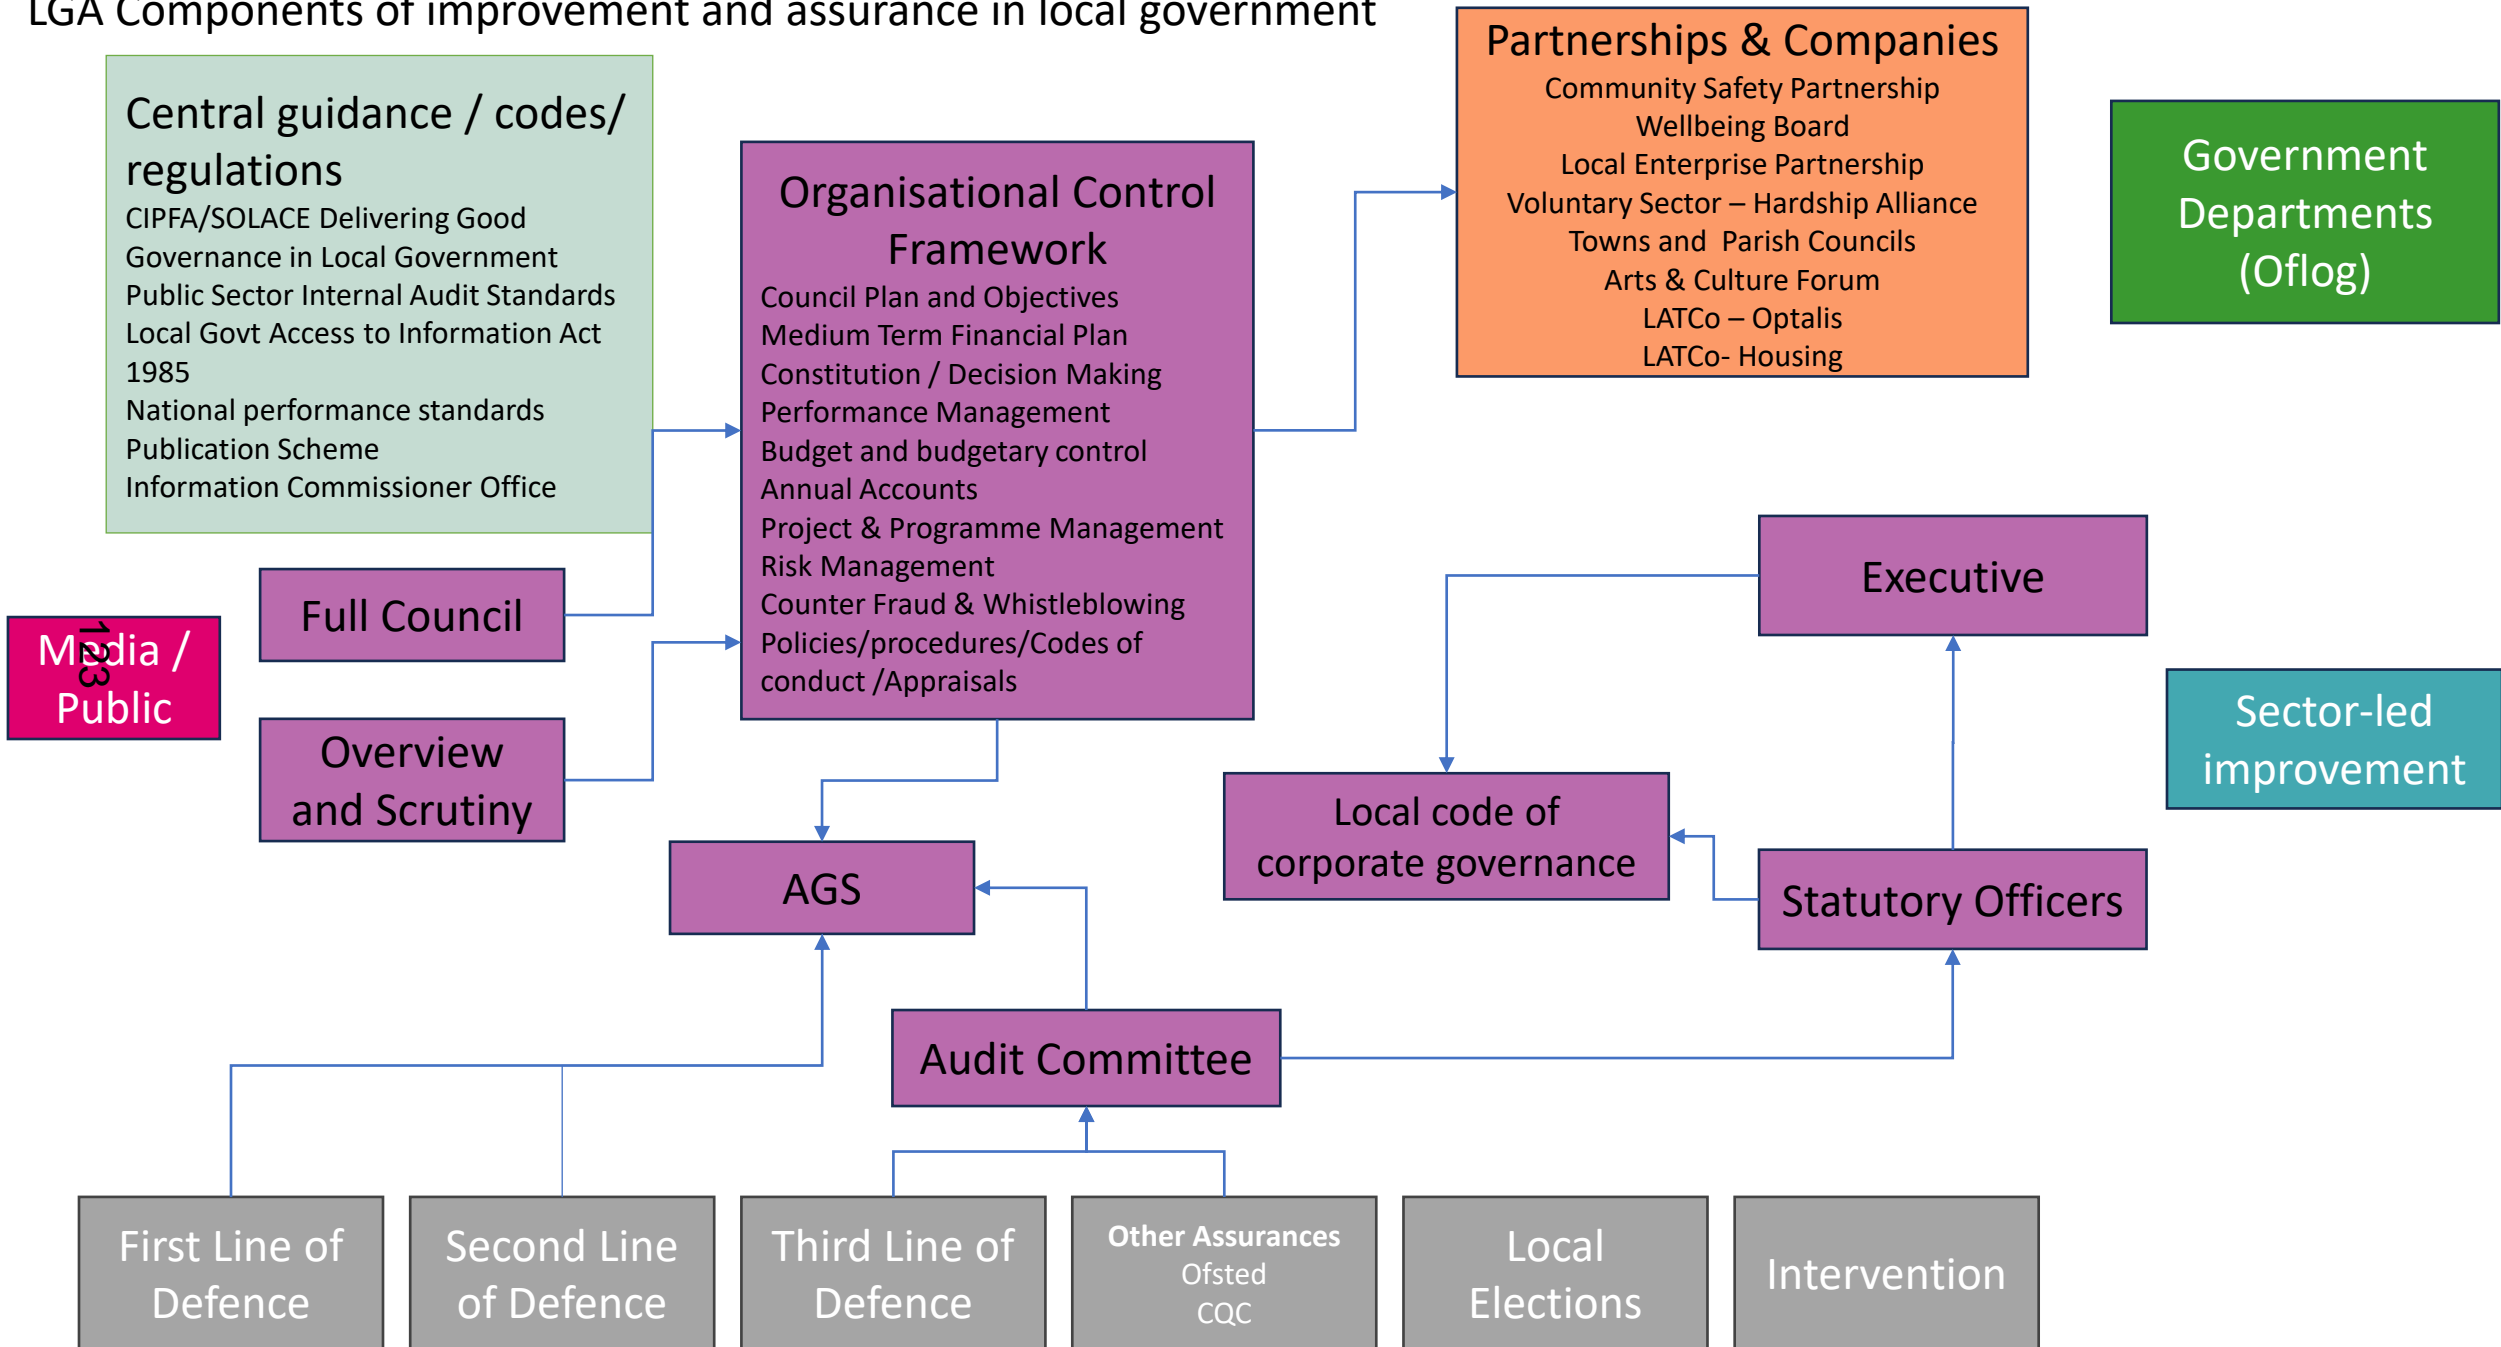 LGA Components of improvement and assurance in local government
Central guidance / codes/
regulations
CIPFA/SOLACE Delivering Good
Governance in Local Government
Public Sector Internal Audit Standards
Local Govt Access to Information Act
1985
National performance standards
Publication Scheme
Information Commissioner Office
Organisational Control
Framework
Council Plan and Objectives
Medium Term Financial Plan
Constitution / Decision Making
Performance Management
Budget and budgetary control
Annual Accounts
Project & Programme Management
Risk Management
Counter Fraud & Whistleblowing
Policies/procedures/Codes of
conduct /Appraisals
Partnerships & Companies
Community Safety Partnership
Wellbeing Board
Local Enterprise Partnership
Voluntary Sector – Hardship Alliance
Towns and  Parish Councils
Arts & Culture Forum
LATCo – Optalis
LATCo- Housing
Government
Departments
(Oflog)
Full Council
Media /
Public
123
Overview
and Scrutiny
Executive
Sector-led
improvement
Local code of
corporate governance
AGS
Statutory Officers
Audit Committee
First Line of
Defence
Second Line
of Defence
Third Line of
Defence
Other Assurances
Ofsted
CQC
Local
Elections
Intervention